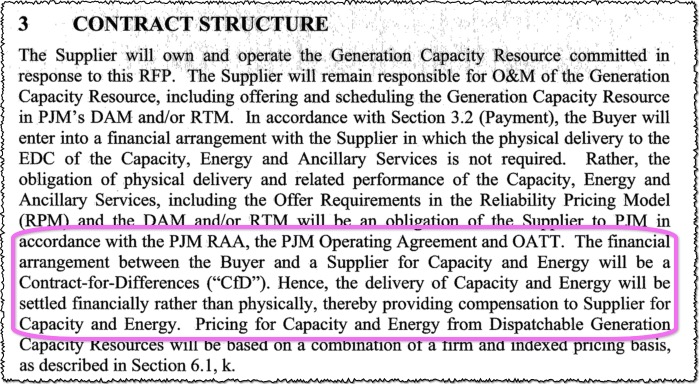 3 CONTRACT STRUCTURE
The Supplier will own and operate the Generation Capacity Resource committed in
response to this RFP. The Supplier will remain responsible for O&M of the Generation
Capacity Resource, including offering and scheduling the Generation Capacity Resource
in PJM's DAM and/or RTM. In accordance with Section 3.2 (Payment), the Buyer will
enter into a financial arrangement with the Supplier in which the physical delivery to the
EDC of the Capacity, Energy and Ancillary Services is not required. Rather, the
obligation of physical delivery and related performance of the Capacity, Energy and
Ancillary Services, including the Offer Requirements in the Reliability Pricing Model
(RPM) and the DAM and/or RTM will be an obligation of the Supplier to PJM in
accordance with the PJM RAA, the PJM Operating Agreement and OATT. The financial
arrangement between the Buyer and a Supplier for Capacity and Energy will be a
Contract-for-Differences ("CfD"). Hence, the delivery of Capacity and Energy will be
settled financially rather than physically, thereby providing compensation to Supplier for
Capacity and Energy. Pricing for Capacity and Energy from Dispatchable Generation
Capacity Resources will be based on a combination of a firm and indexed pricing basis,
as described in Section 6.1, k.